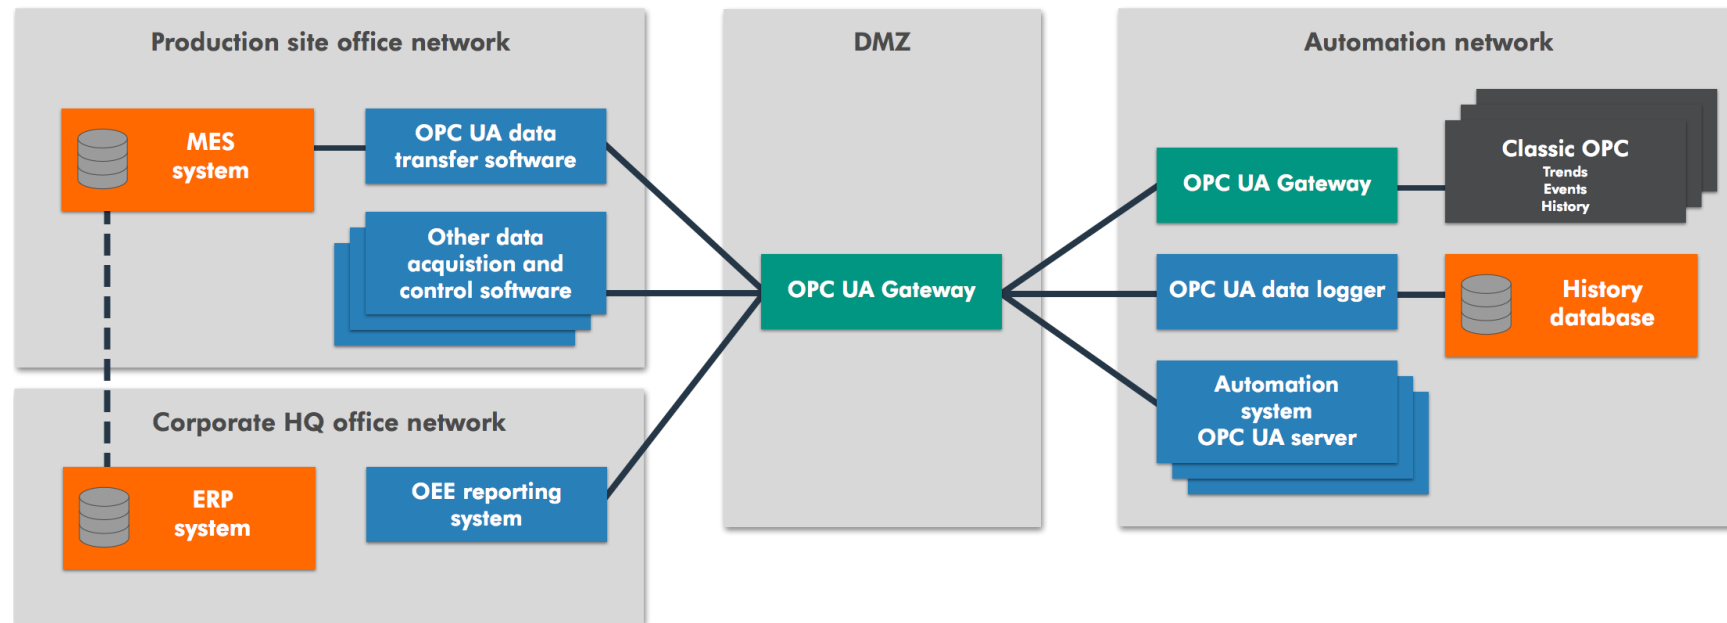 Production site office network
MES
system
OPC UA data
transfer software
Other data
acquistion and
control software
Corporate HQ office network
ERP
system
OEE reporting
system
DMZ
OPC UA Gateway
Automation network
OPC UA Gateway
Classic OPC
Trends
Events
History
OPC UA data logger
History
database
Automation
system
OPC UA server